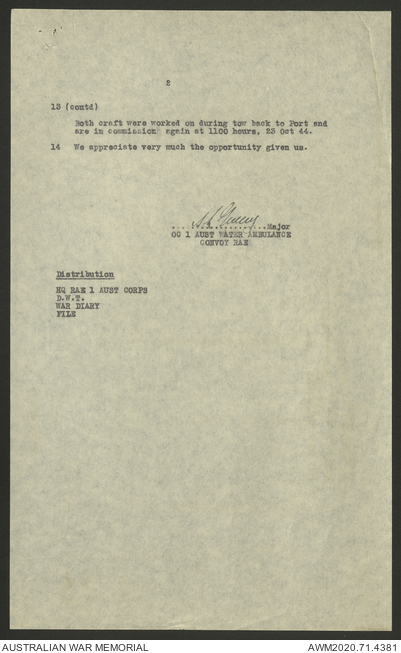 2
13 (contd)
Both craft were worked on during tow back to Port and
are in commission again at 1100 hours, 23 Oct 44.
14 We appreciate very much the opportunity given us.
...................Major
OC 1 AUST WATER AMBULANCE
CONVOY RAE
Distribution
HQ RAE 1 AUST CORPS
D.W.T.
WAR DIARY
FILE
AUSTRALIAN WAR MEMORIAL
AWM2020.71.4381